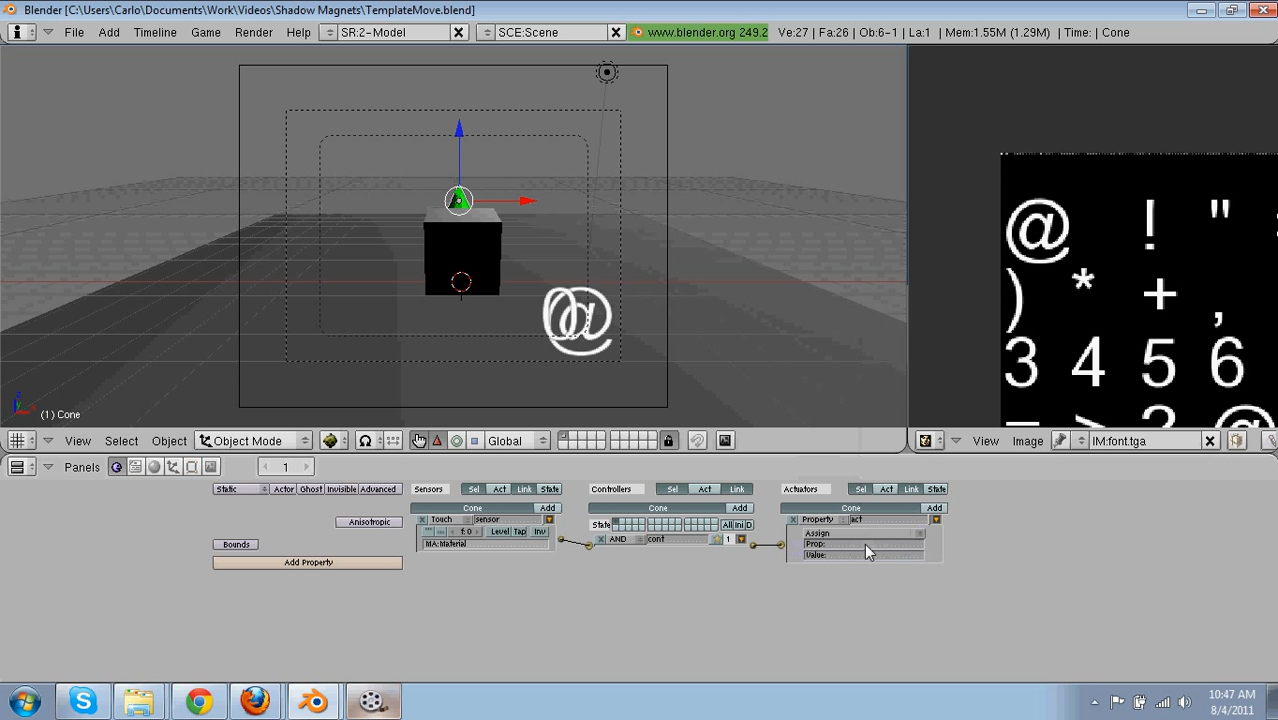 Blender [C:\Users\Carlo\Documents\Work\Videos\Shadow Magnets\TemplateMove.blend]
File Add Timeline Game Render Help SR:2-Model SCE:Scene www.blender.org 249.2 Ve:27 | Fa:26 | Ob:6-1 | La:1 | Mem:1.55M (1.29M) | Time: | Cone
@ ! "
) * + ,
3 4 5 6
0@
(1) Cone
View Select Object Object Mode Global View Image IM:font.tga
Panels 1
Static Actor Ghost Invisible Advanced Sensors Sel Act Link State Controllers Sel Act Link Actuators Sel Act Link State
Cone Add Cone Add Cone Add
Touch sensor State All Ini D Property act
Anisotropic f:0 Level Tap Inv AND cont 1 Assign
Bounds MA:Material Prop:
Value:
Add Property
10:47 AM
8/4/2011